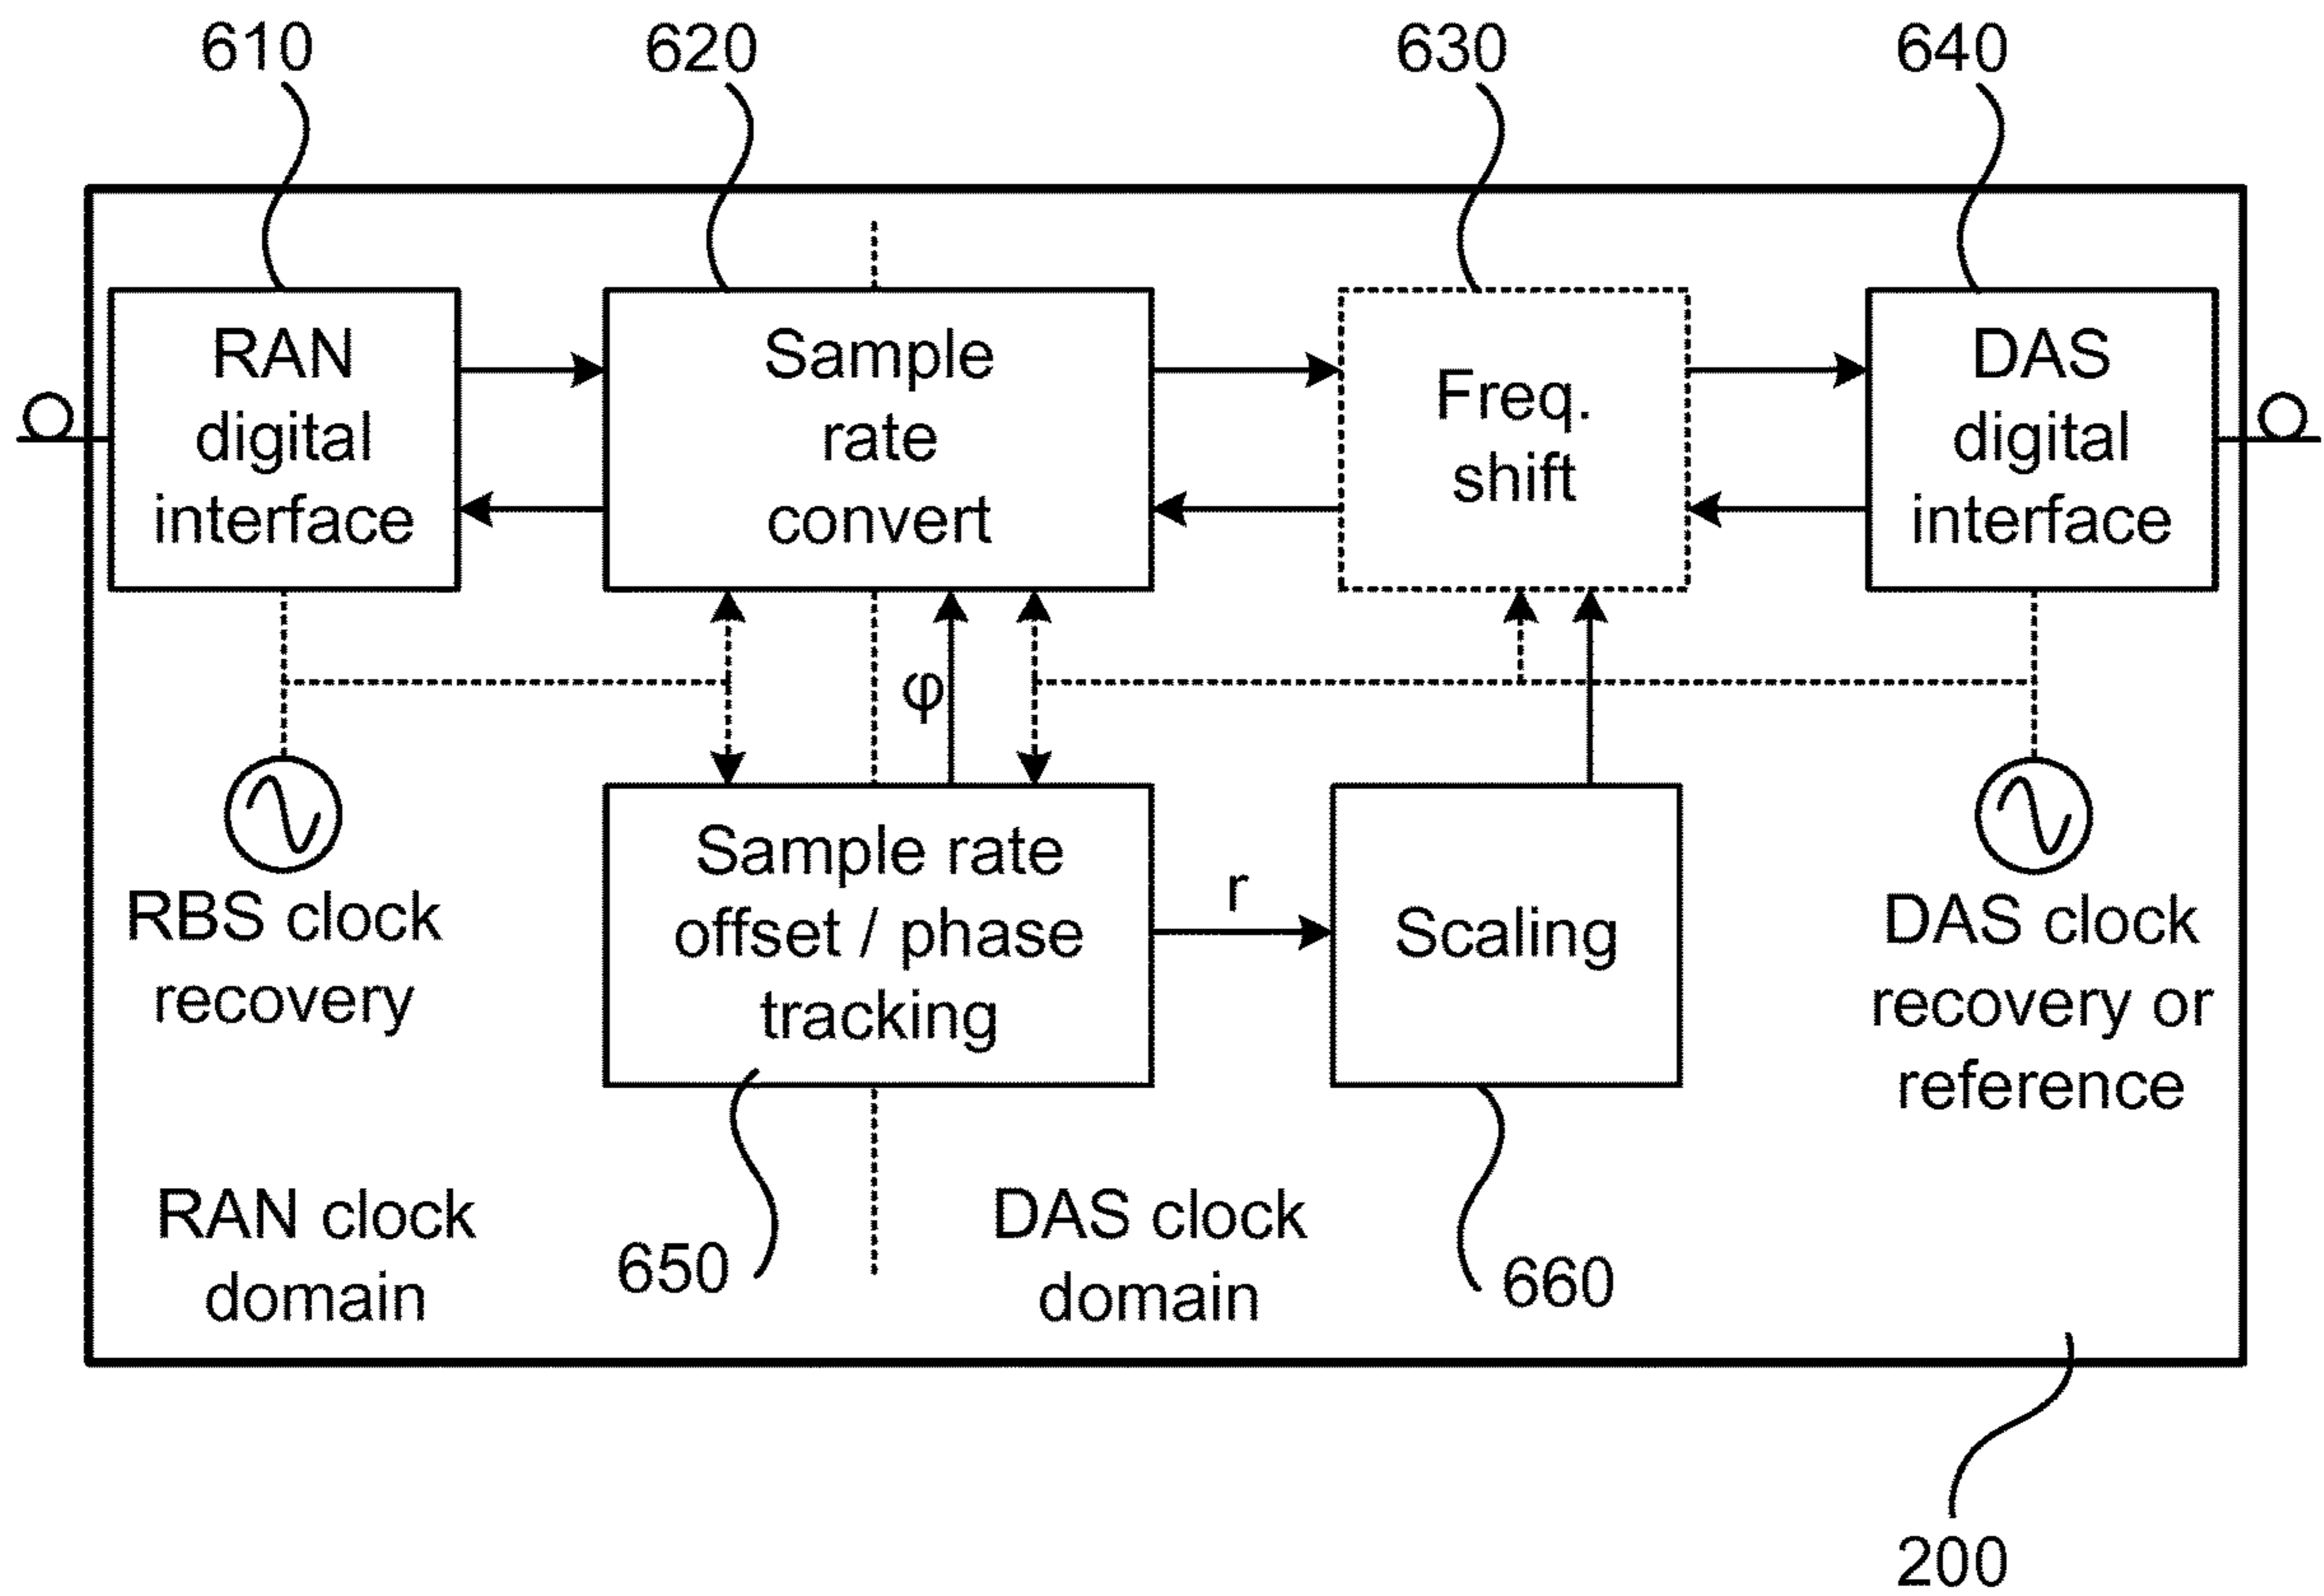 610
620
630
640
RAN
digital
interface
Sample
rate
convert
Freq.
shift
DAS
digital
interface
φ
RBS clock
recovery
Sample rate
offset / phase
tracking
r
Scaling
DAS clock
recovery or
reference
RAN clock
domain
650
DAS clock
domain
660
200